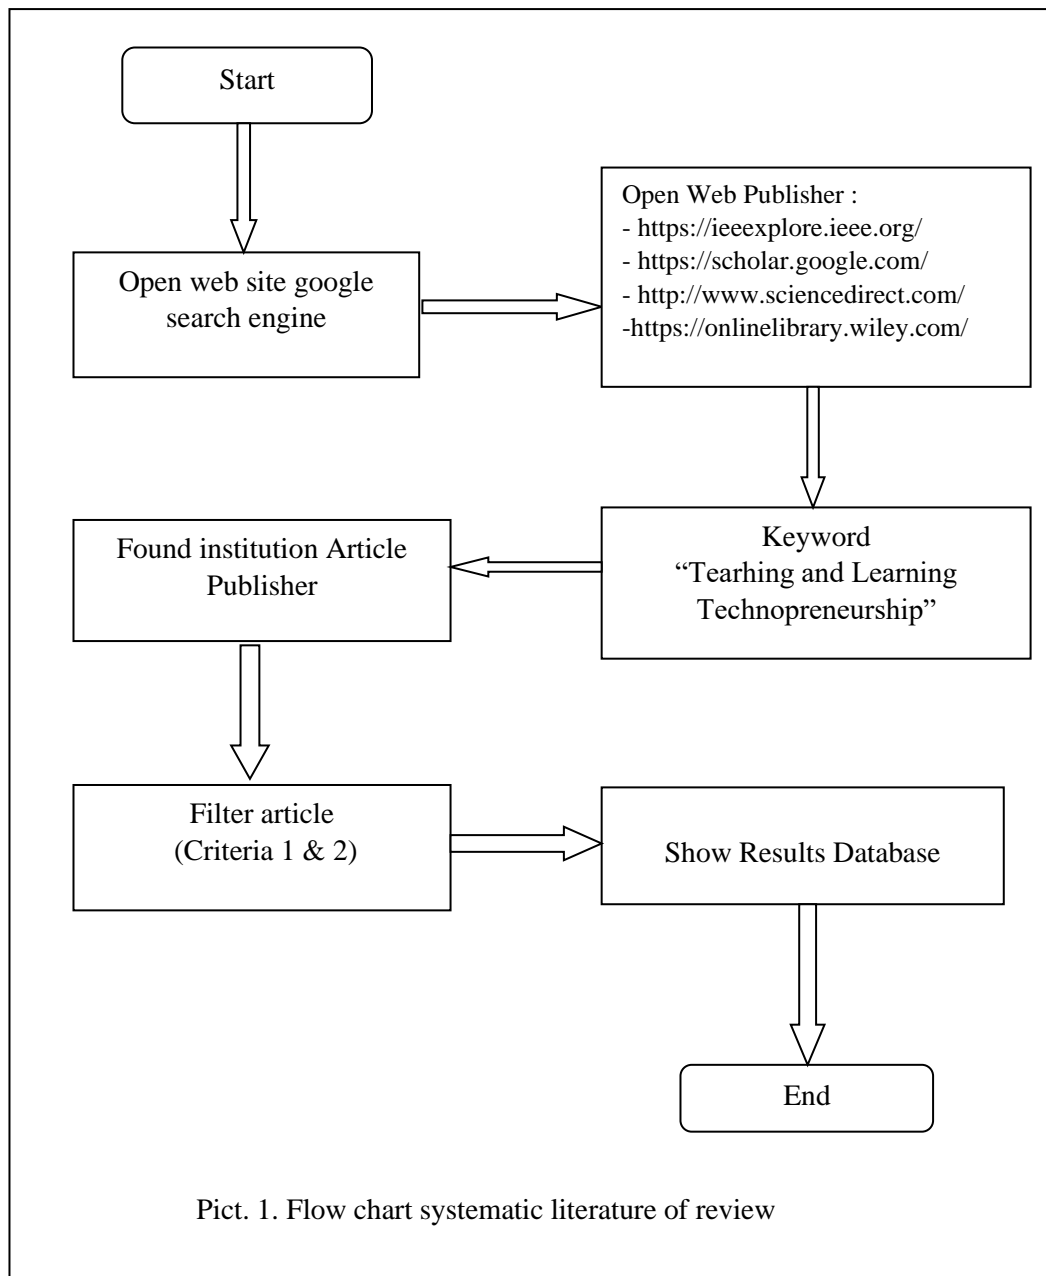 Start
Open web site google
search engine
Open Web Publisher :
- https://ieeexplore.ieee.org/
- https://scholar.google.com/
- http://www.sciencedirect.com/
-https://onlinelibrary.wiley.com/
Keyword
“Tearhing and Learning
Technopreneurship”
Found institution Article
Publisher
Filter article
(Criteria 1 & 2)
Show Results Database
End
Pict. 1. Flow chart systematic literature of review